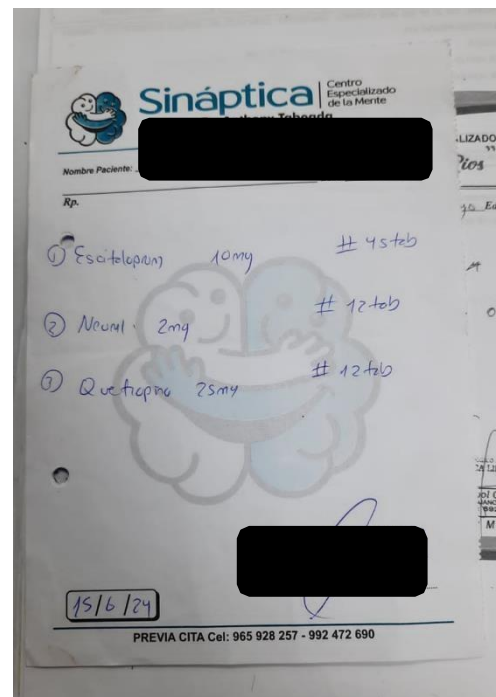 Sináptica
Centro
Especializado
de la Mente
Nombre Paciente:
Rp.
① Escitalopram 10mg # 45 tab
② Neural 2mg # 12 tab
③ Quetiapina 25mg # 12 tab
15/6/24
PREVIA CITA Cel: 965 928 257 - 992 472 690